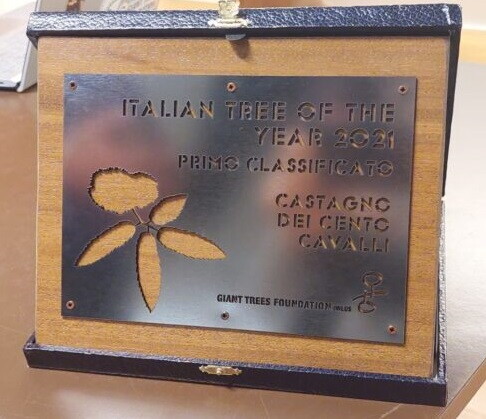 ITALIAN TREE OF THE
YEAR 2021
PRIMO CLASSIFICATO
CASTAGNO
DEI CENTO
CAVALLI
GIANT TREES FOUNDATION ONLUS